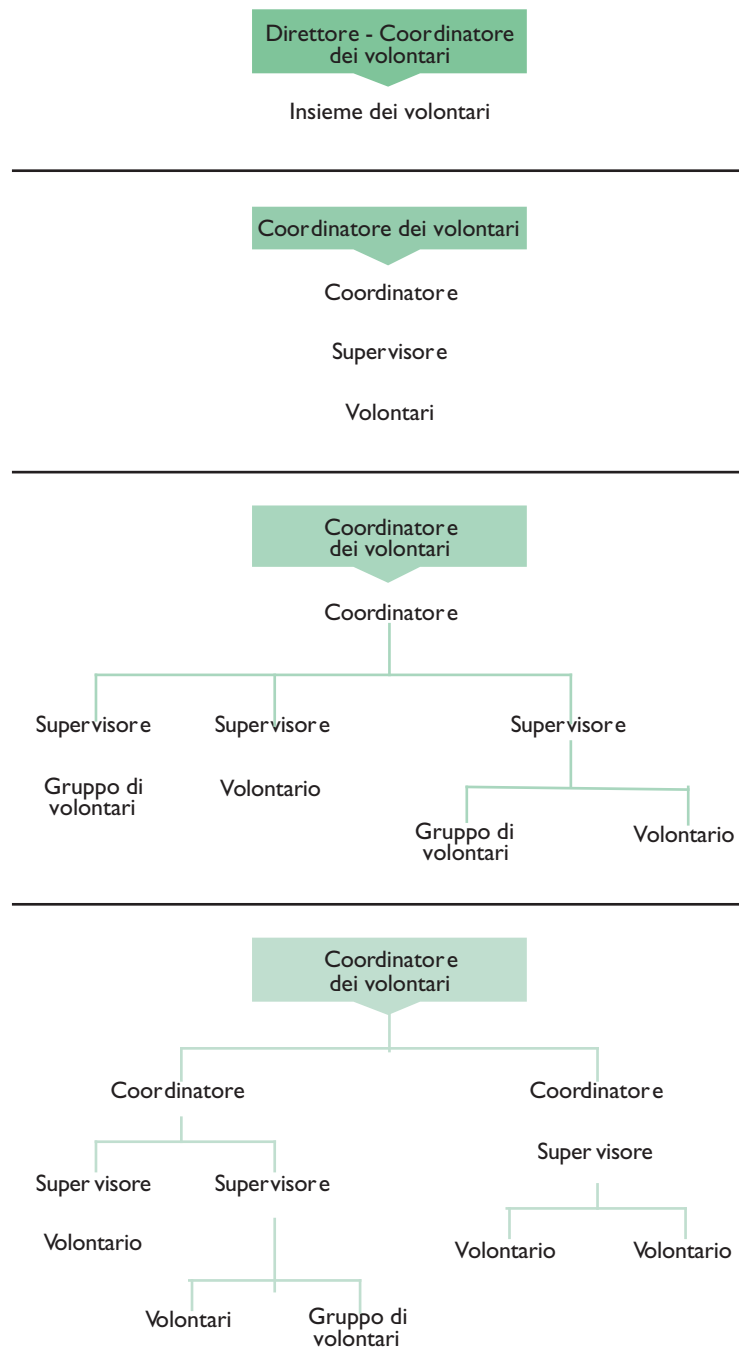 Direttore - Coordinatore
dei volontari
Insieme dei volontari
Coordinatore dei volontari
Coordinatore
Supervisore
Volontari
Coordinatore
dei volontari
Coordinatore
Supervisore Supervisore Supervisore
Gruppo di
volontari
Volontario
Gruppo di
volontari
Volontario
Coordinatore
dei volontari
Coordinatore Coordinatore
Supervisore
Supervisore Supervisore
Volontario
Volontario Volontario
Volontari
Gruppo di
volontari